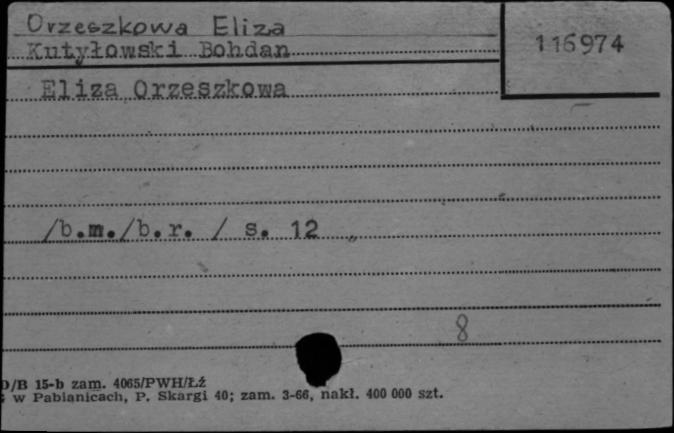 Orzeszkowa Eliza
Kutyłowski Bohdan
116974
Eliza Orzeszkowa
/b.m./b.r. / s. 12
8
D/B 15-b zam. 4065/PWH/Łź
w Pabianicach, P. Skargi 40; zam. 3-66, nakł. 400 000 szt.